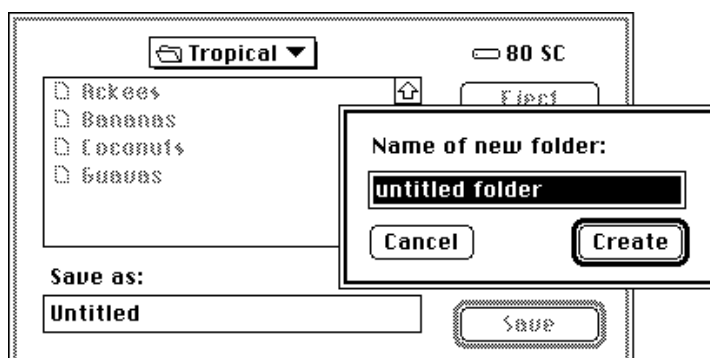 Tropical
80 SC
Ackees
Bananas
Coconuts
Guavas
Eject
Name of new folder:
untitled folder
Cancel
Create
Save as:
Untitled
Save